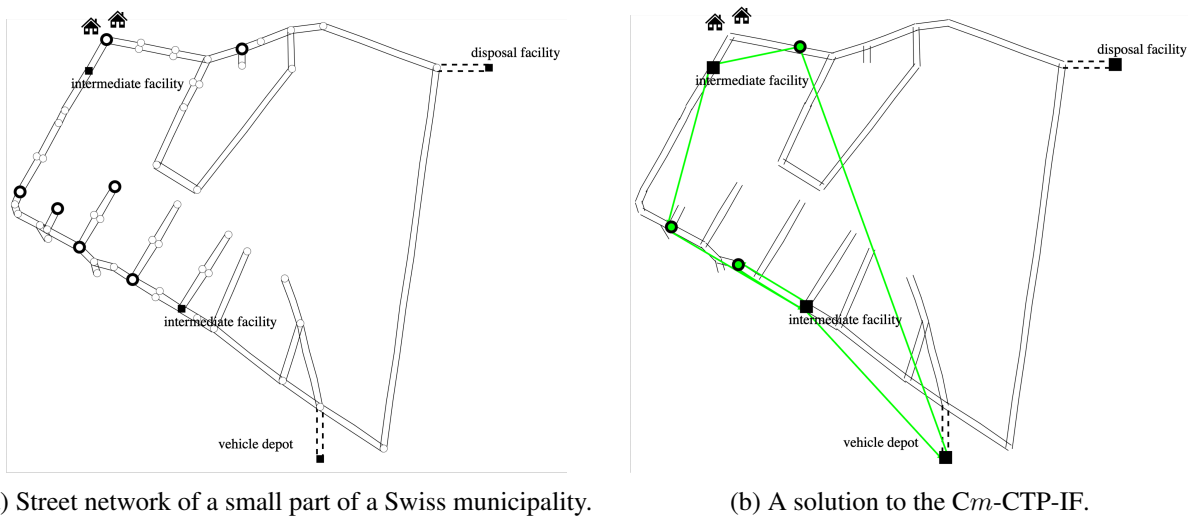 disposal facility
intermediate facility
intermediate facility
vehicle depot
disposal facility
intermediate facility
intermediate facility
vehicle depot
) Street network of a small part of a Swiss municipality.
(b) A solution to the Cm-CTP-IF.